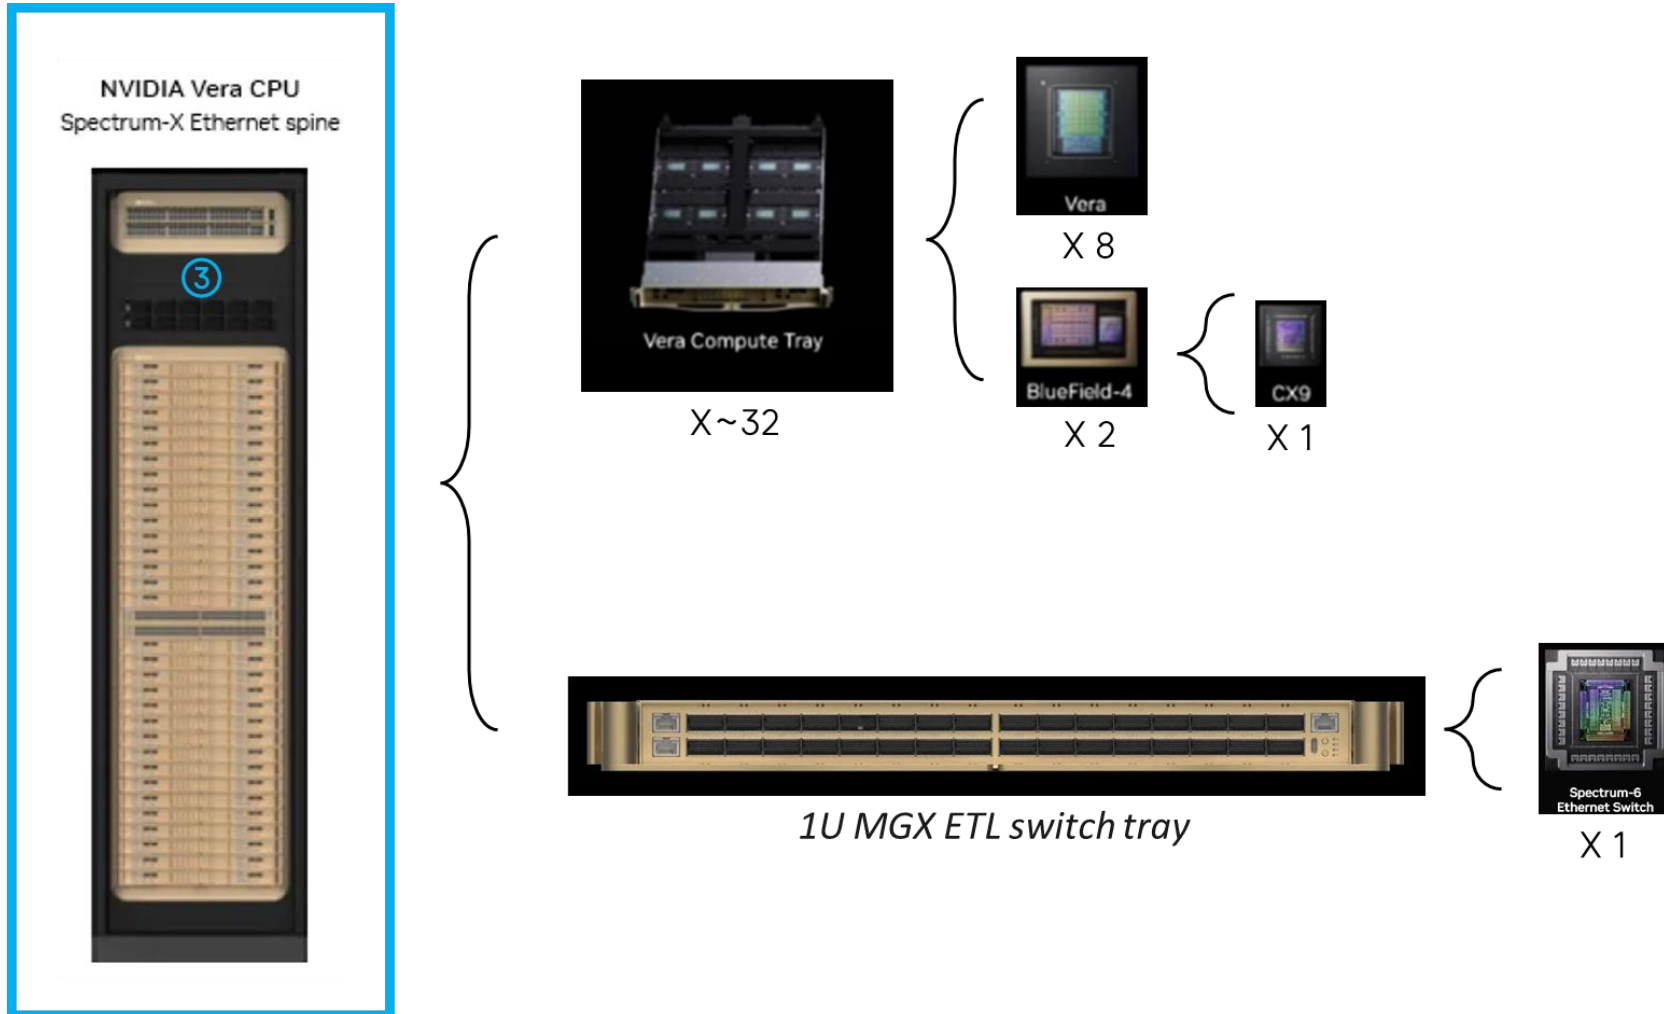 NVIDIA Vera CPU
Spectrum-X Ethernet spine
③
Vera Compute Tray
X~32
Vera
X 8
BlueField-4
X 2
CX9
X 1
1U MGX ETL switch tray
Spectrum-6
Ethernet Switch
X 1